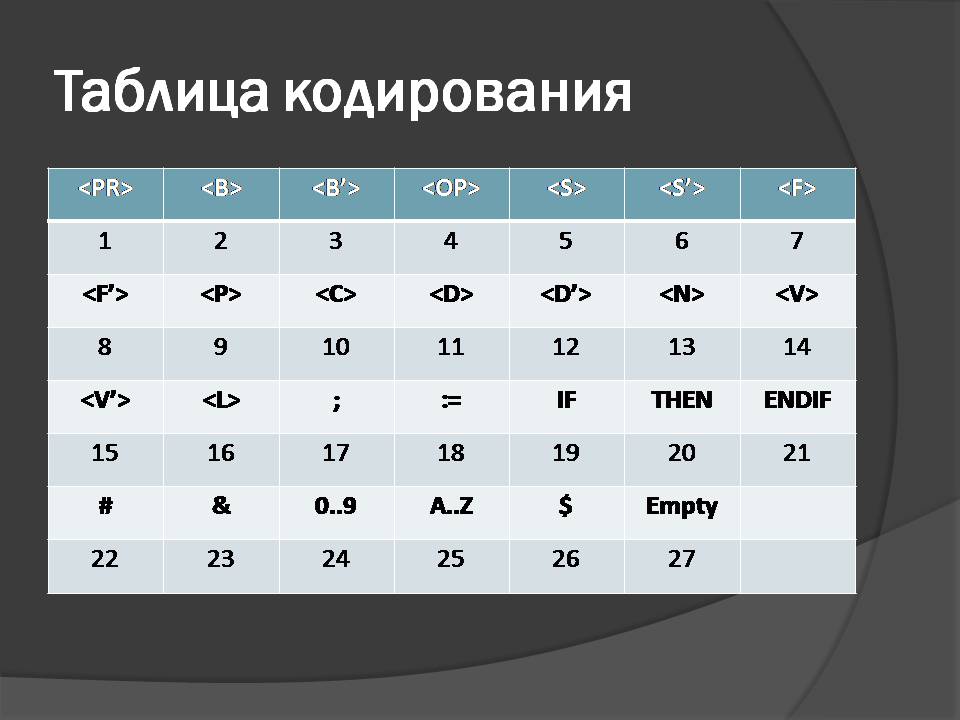 Таблица кодирования
<PR> <B> <B'> <OP> <S> <S'> <F>
1 2 3 4 5 6 7
<F'> <P> <C> <D> <D'> <N> <V>
8 9 10 11 12 13 14
<V'> <L> ; := IF THEN ENDIF
15 16 17 18 19 20 21
# & 0..9 A..Z $ Empty
22 23 24 25 26 27